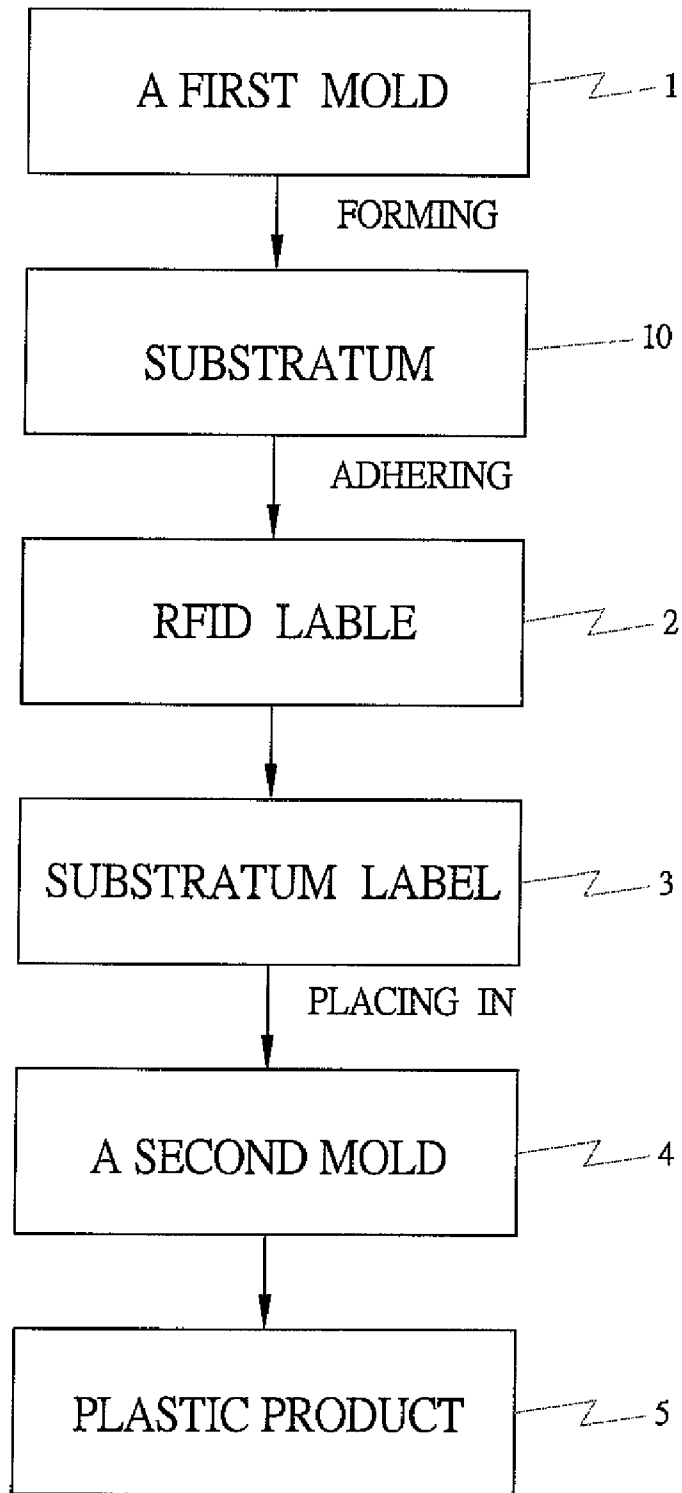 A FIRST MOLD
1
FORMING
SUBSTRATUM
10
ADHERING
RFID LABLE
2
SUBSTRATUM LABEL
3
PLACING IN
A SECOND MOLD
4
PLASTIC PRODUCT
5